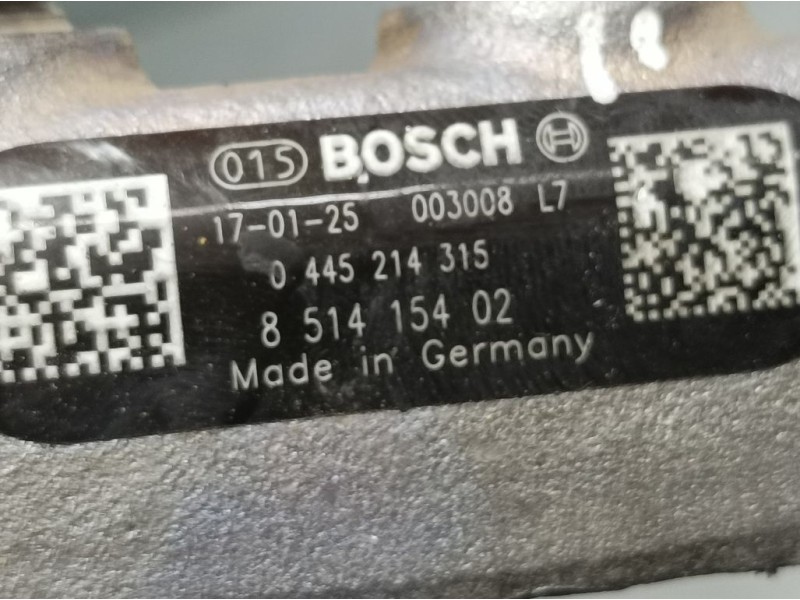 015 BOSCH
17-01-25 003008 L7
0 445 214 315
8 514 154 02
Made in Germany